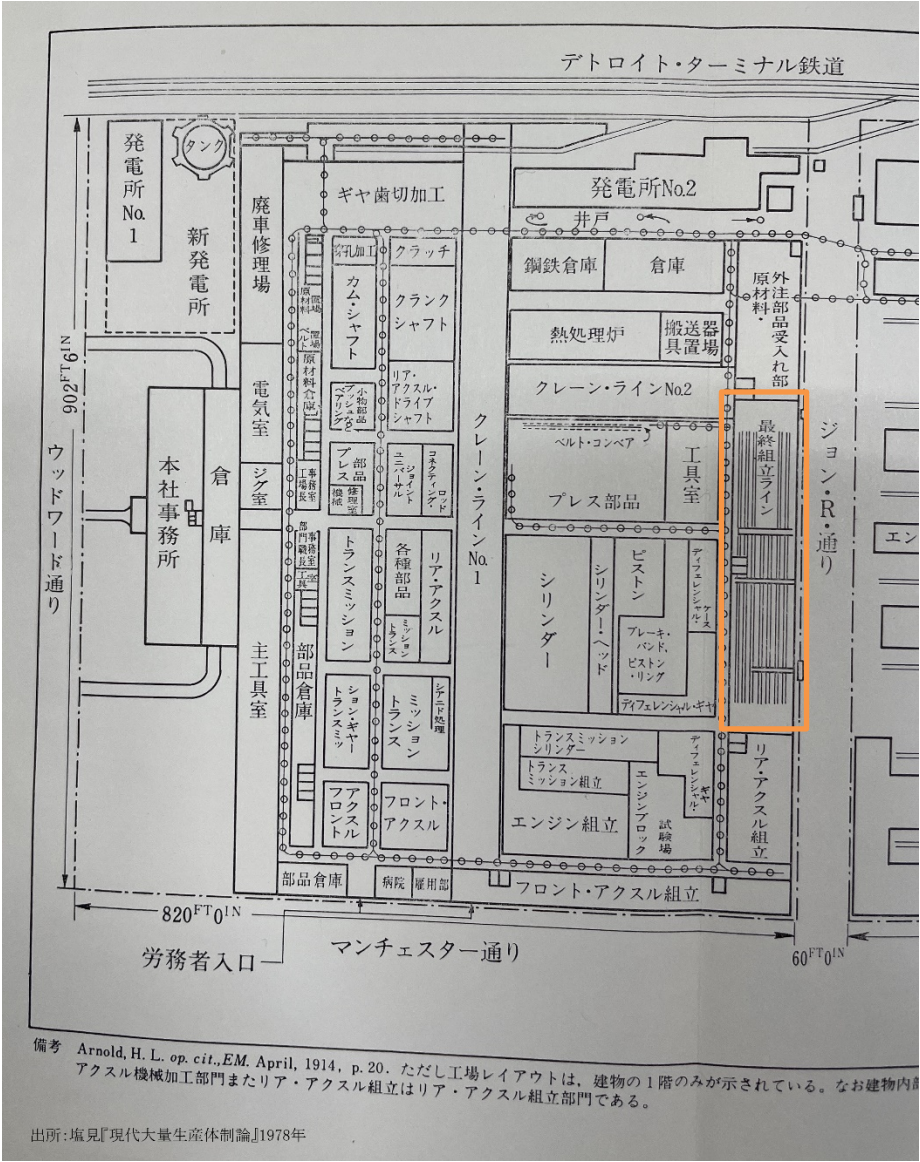 デトロイト・ターミナル鉄道
発電所No.1
タンク
新発電所
廃車修理場
ギヤ歯切加工
発電所No.2
井戸
鋼鉄倉庫
倉庫
原材料・外注部品受入れ部
クラッチ
カム・シャフト
クランクシャフト
熱処理炉
搬送器具置場
原材料置場
ベルト置場
原材料倉庫
902FT6IN
ウッドワード通り
本社事務所
倉庫
電気室
ジグ室
主工具室
小物部品
ブッシュなど
ベアリング
リア・
アクスル・
ドライブ
シャフト
クレーン・ラインNo.1
クレーン・ラインNo.2
ベルト・コンベア
プレス部品
工具室
最終組立ライン
ジョン・R・通り
エン
工場長事務室
部品プレス
機械修理室
ユニバーサルジョイント
コネクティング・ロッド
部門職長事務室
工具室
トランスミッション
各種部品
トランスミッション
リア・アクスル
シリンダー
シリンダー・ヘッド
ピストン
ディフェレンシャル・ケース
ブレーキ・
バンド,
ピストン
・リング
ディフェレンシャル・ギヤ
部品倉庫
トランスミッション・ギヤー
トランスミッション
シアニド処理
トランスミッション
シリンダー
トランス
ミッション組立
エンジン組立
エンジンブロック
試験場
ディフェレンシャル・ギヤ
リア・アクスル組立
フロントアクスル
フロント・
アクスル
部品倉庫
病院
雇用部
フロント・アクスル組立
820FT0IN
労務者入口
マンチェスター通り
60FT0IN
備考 Arnold, H. L. op. cit.,EM. April, 1914, p.20. ただし工場レイアウトは,建物の1階のみが示されている。なお建物内部
アクスル機械加工部門またリア・アクスル組立はリア・アクスル組立部門である。
出所:塩見『現代大量生産体制論』1978年